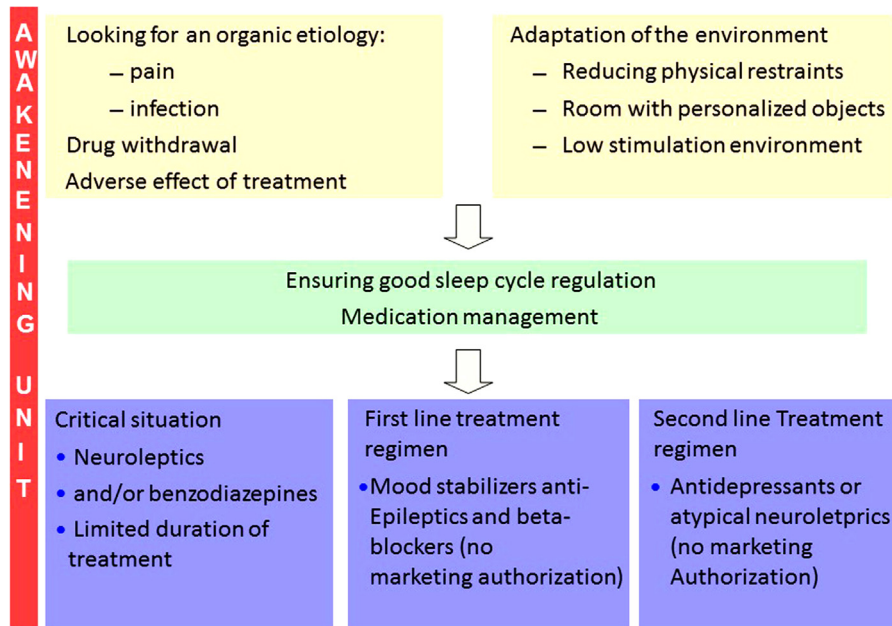 AWAKENENING UNIT
Looking for an organic etiology:
– pain
– infection
Drug withdrawal
Adverse effect of treatment
Adaptation of the environment
– Reducing physical restraints
– Room with personalized objects
– Low stimulation environment
Ensuring good sleep cycle regulation
Medication management
Critical situation
• Neuroleptics
• and/or benzodiazepines
• Limited duration of
treatment
First line treatment
regimen
•Mood stabilizers anti-
Epileptics and beta-
blockers (no
marketing authorization)
Second line Treatment
regimen
• Antidepressants or
atypical neuroletprics
(no marketing
Authorization)